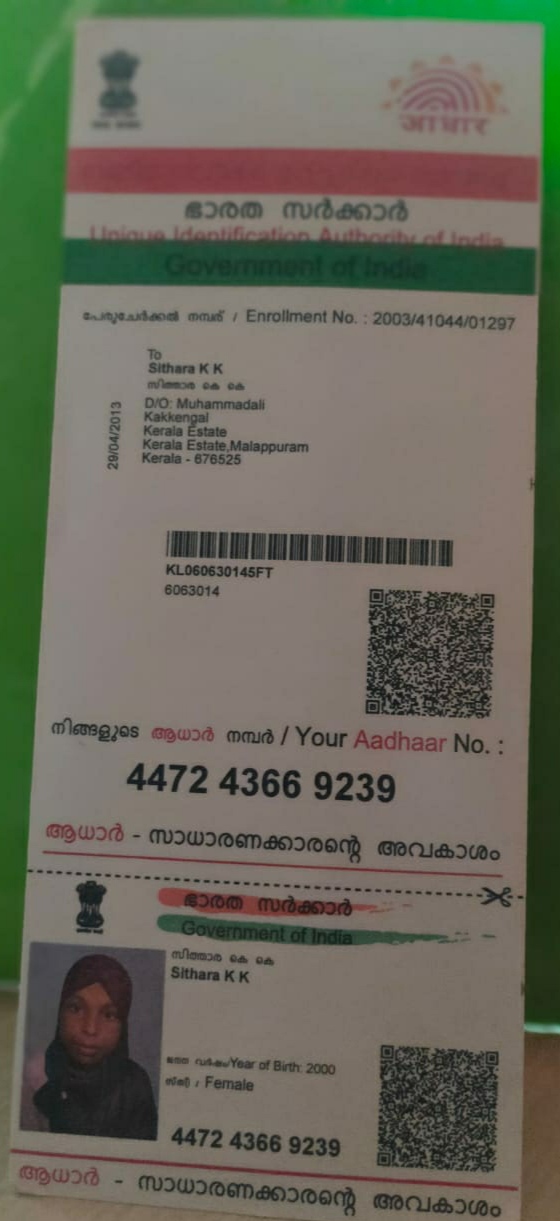 आधार
ഭാരത സർക്കാർ
Unique Identification Authority of India
Government of India
പേരുചേർക്കൽ നമ്പർ / Enrollment No. : 2003/41044/01297
To
Sithara K K
സിത്താര കെ കെ
D/O: Muhammadali
Kakkengal
Kerala Estate
Kerala Estate,Malappuram
Kerala - 676525
29/04/2013
KL060630145FT
6063014
നിങ്ങളുടെ ആധാർ നമ്പർ / Your Aadhaar No. :
4472 4366 9239
ആധാർ - സാധാരണക്കാരന്റെ അവകാശം
ഭാരത സർക്കാർ
Government of India
സിത്താര കെ കെ
Sithara K K
ജനന വർഷം/Year of Birth: 2000
സ്ത്രീ / Female
4472 4366 9239
ആധാർ - സാധാരണക്കാരന്റെ അവകാശം